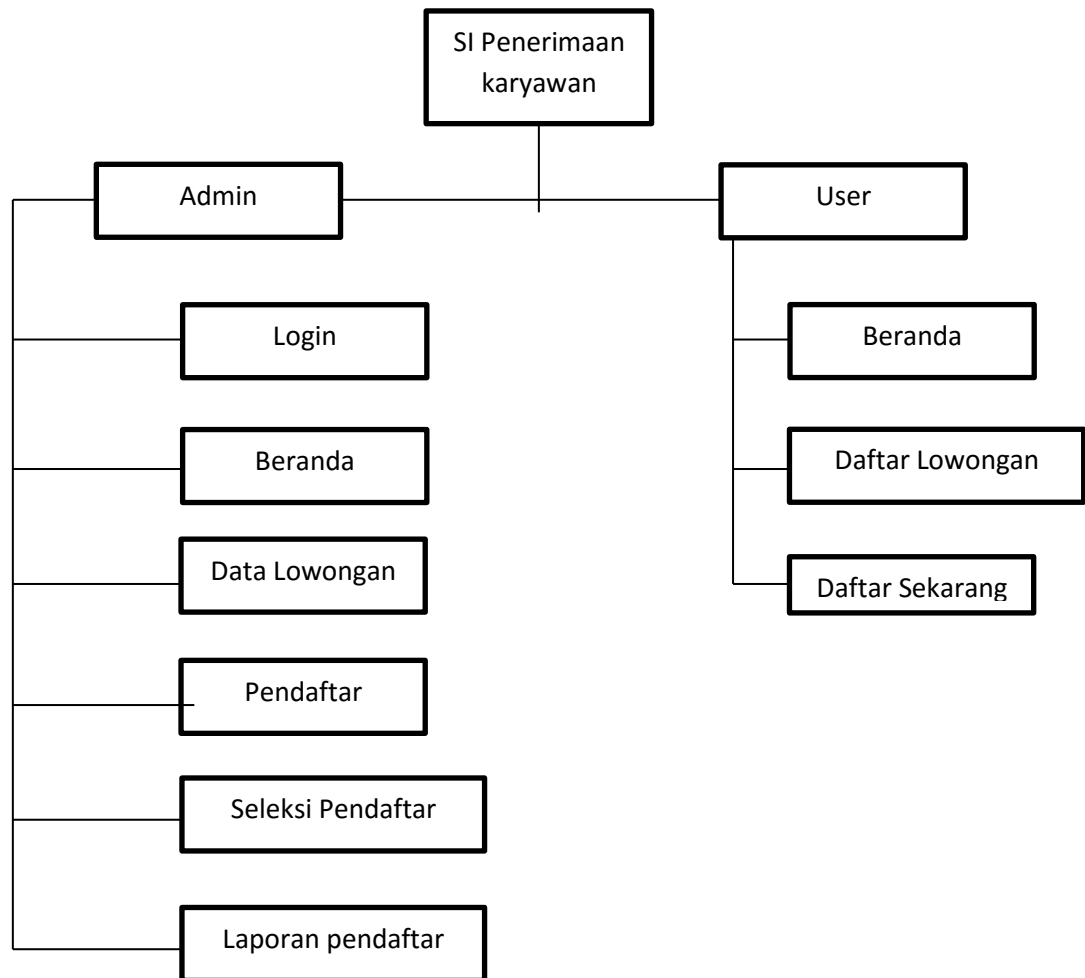 SI Penerimaan
karyawan
Admin
User
Login
Beranda
Beranda
Daftar Lowongan
Data Lowongan
Daftar Sekarang
Pendaftar
Seleksi Pendaftar
Laporan pendaftar